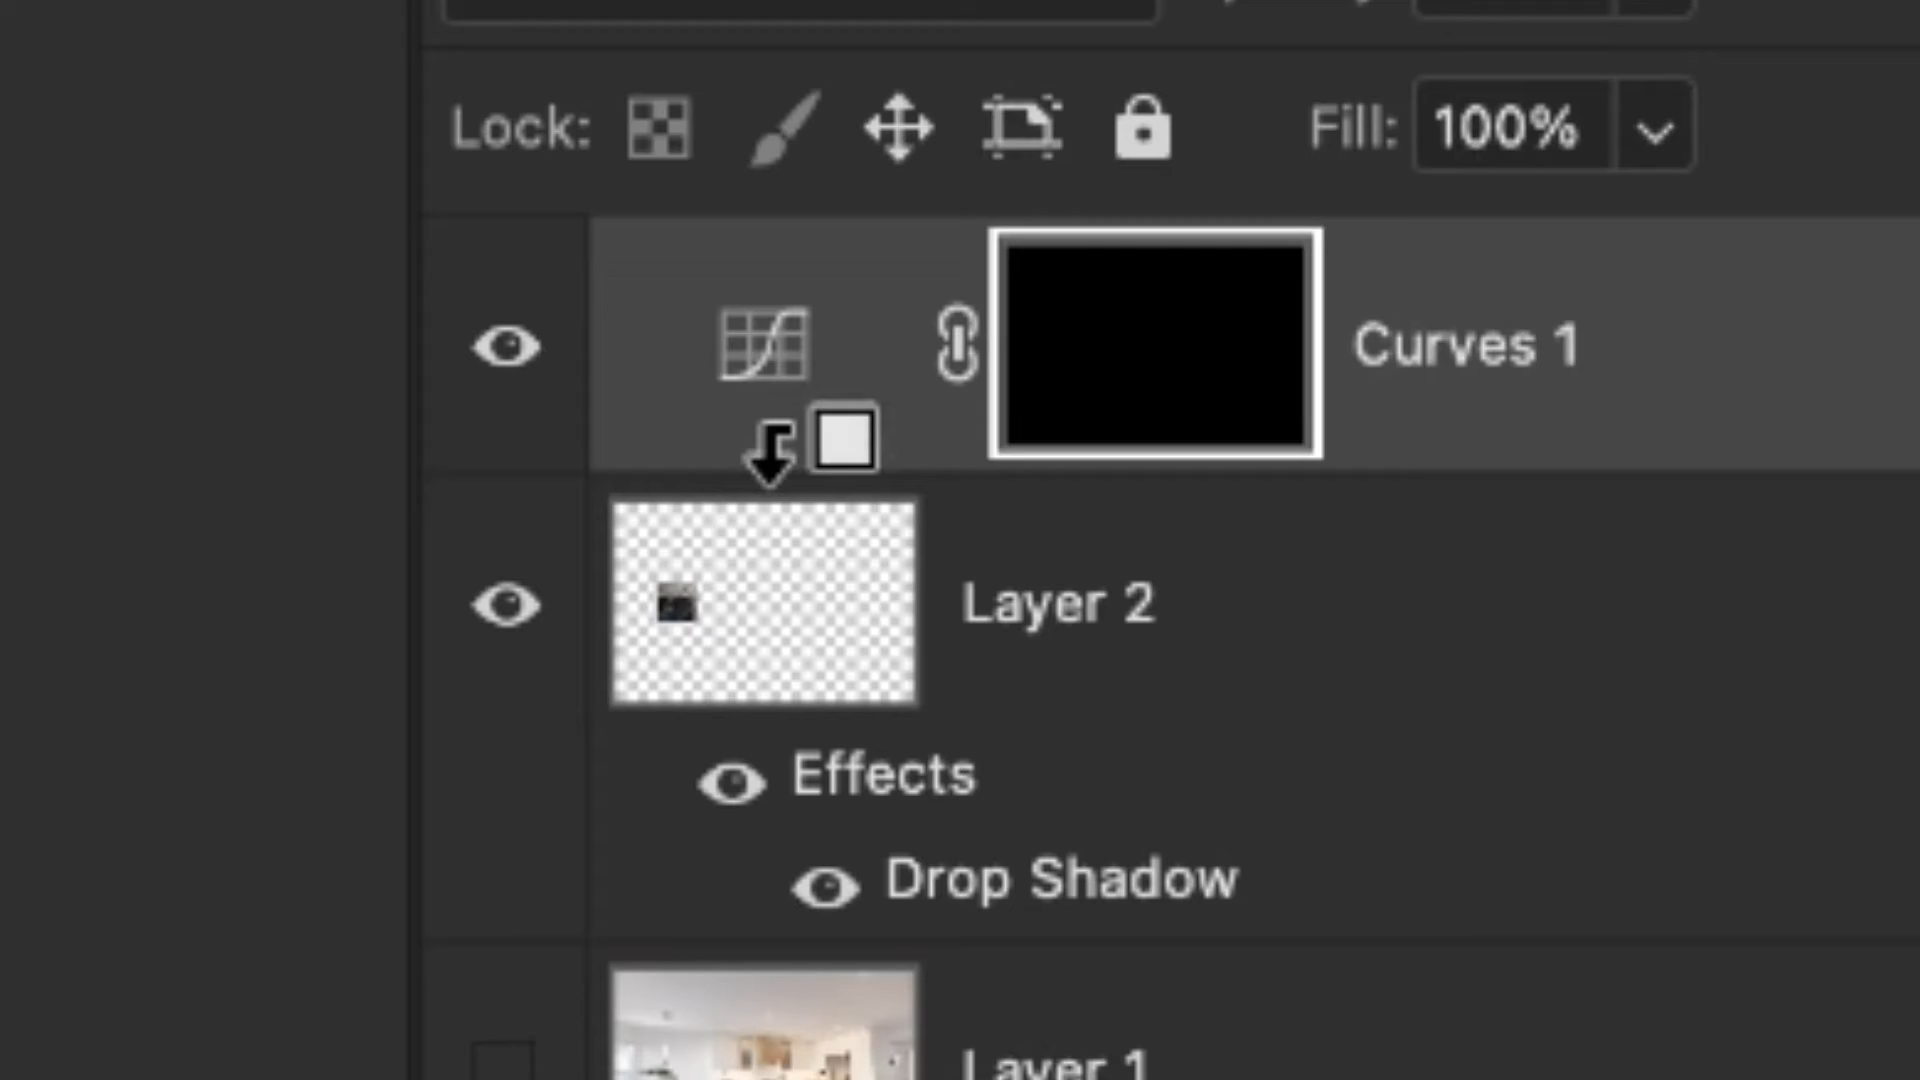 Lock: Fill: 100%
Curves 1
Layer 2
Effects
Drop Shadow
Layer 1